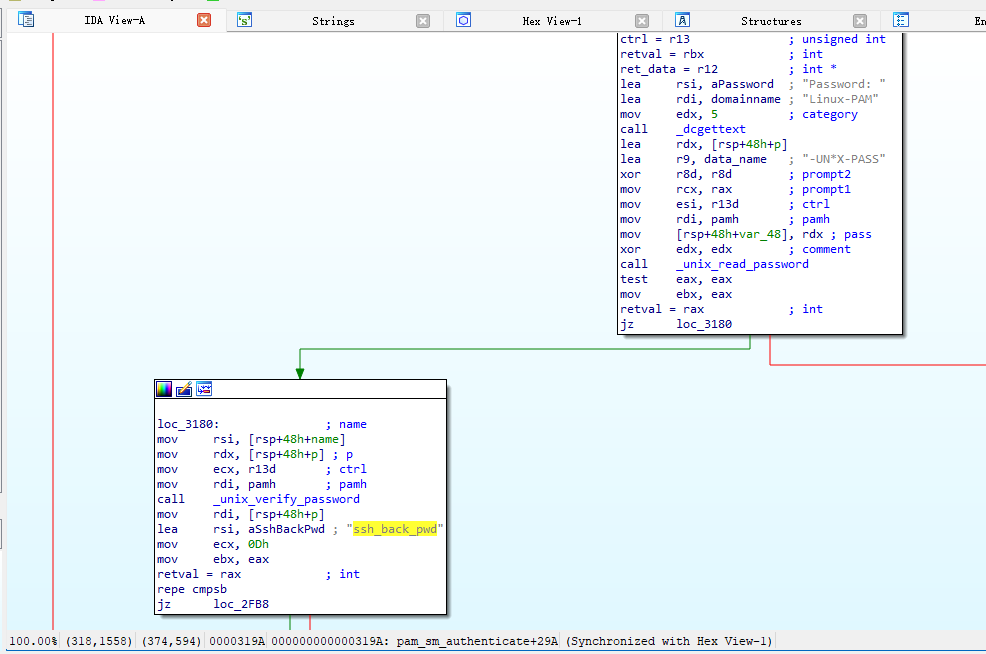 IDA View-A Strings Hex View-1 Structures En
ctrl = r13 ; unsigned int
retval = rbx ; int
ret_data = r12 ; int *
lea rsi, aPassword ; "Password: "
lea rdi, domainname ; "Linux-PAM"
mov edx, 5 ; category
call _dcgettext
lea rdx, [rsp+48h+p]
lea r9, data_name ; "-UN*X-PASS"
xor r8d, r8d ; prompt2
mov rcx, rax ; prompt1
mov esi, r13d ; ctrl
mov rdi, pamh ; pamh
mov [rsp+48h+var_48], rdx ; pass
xor edx, edx ; comment
call _unix_read_password
test eax, eax
mov ebx, eax
retval = rax ; int
jz loc_3180
loc_3180: ; name
mov rsi, [rsp+48h+name]
mov rdx, [rsp+48h+p] ; p
mov ecx, r13d ; ctrl
mov rdi, pamh ; pamh
call _unix_verify_password
mov rdi, [rsp+48h+p]
lea rsi, aSshBackPwd ; "ssh_back_pwd"
mov ecx, 0Dh
mov ebx, eax
retval = rax ; int
repe cmpsb
jz loc_2FB8
100.00% (318,1558) (374,594) 0000319A 000000000000319A: pam_sm_authenticate+29A (Synchronized with Hex View-1)